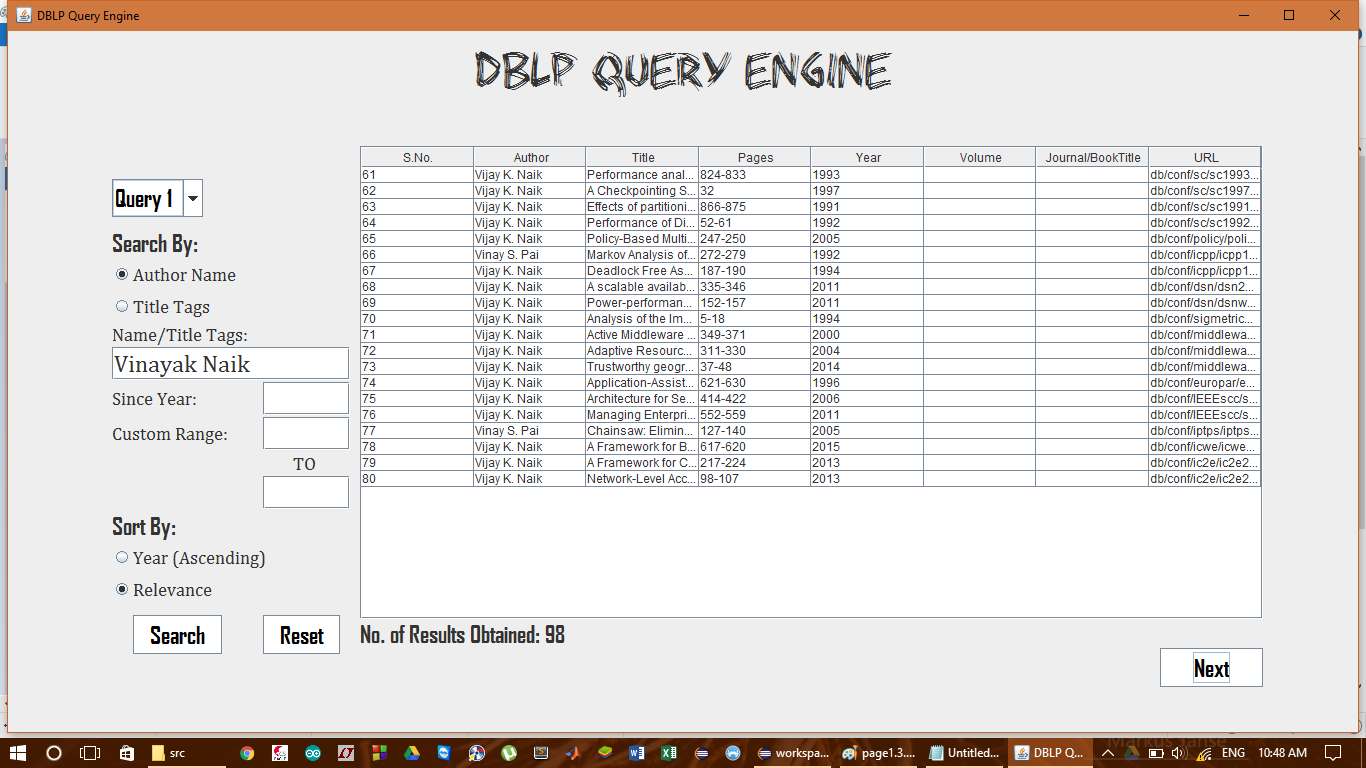 DBLP Query Engine
DBLP QUERY ENGINE
Query 1
Search By:
Author Name
Title Tags
Name/Title Tags:
Vinayak Naik
Since Year:
Custom Range:
TO
Sort By:
Year (Ascending)
Relevance
Search Reset
S.No. Author Title Pages Year Volume Journal/BookTitle URL
61 Vijay K. Naik Performance anal... 824-833 1993 db/conf/sc/sc1993...
62 Vijay K. Naik A Checkpointing S... 32 1997 db/conf/sc/sc1997...
63 Vijay K. Naik Effects of partitioni... 866-875 1991 db/conf/sc/sc1991...
64 Vijay K. Naik Performance of Di... 52-61 1992 db/conf/sc/sc1992...
65 Vijay K. Naik Policy-Based Multi... 247-250 2005 db/conf/policy/poli...
66 Vinay S. Pai Markov Analysis of... 272-279 1992 db/conf/icpp/icpp1...
67 Vijay K. Naik Deadlock Free As... 187-190 1994 db/conf/icpp/icpp1...
68 Vijay K. Naik A scalable availab... 335-346 2011 db/conf/dsn/dsn2...
69 Vijay K. Naik Power-performan... 152-157 2011 db/conf/dsn/dsnw...
70 Vijay K. Naik Analysis of the Im... 5-18 1994 db/conf/sigmetric...
71 Vijay K. Naik Active Middleware ... 349-371 2000 db/conf/middlewa...
72 Vijay K. Naik Adaptive Resourc... 311-330 2004 db/conf/middlewa...
73 Vijay K. Naik Trustworthy geogr... 37-48 2014 db/conf/middlewa...
74 Vijay K. Naik Application-Assist... 621-630 1996 db/conf/europar/e...
75 Vijay K. Naik Architecture for Se... 414-422 2006 db/conf/IEEEscc/s...
76 Vijay K. Naik Managing Enterpri... 552-559 2011 db/conf/IEEEscc/s...
77 Vinay S. Pai Chainsaw: Elimin... 127-140 2005 db/conf/iptps/iptps...
78 Vijay K. Naik A Framework for B... 617-620 2015 db/conf/icwe/icwe...
79 Vijay K. Naik A Framework for C... 217-224 2013 db/conf/ic2e/ic2e2...
80 Vijay K. Naik Network-Level Acc... 98-107 2013 db/conf/ic2e/ic2e2...
No. of Results Obtained: 98
Next
src workspa... page1.3.... Untitled... DBLP Q... ENG 10:48 AM